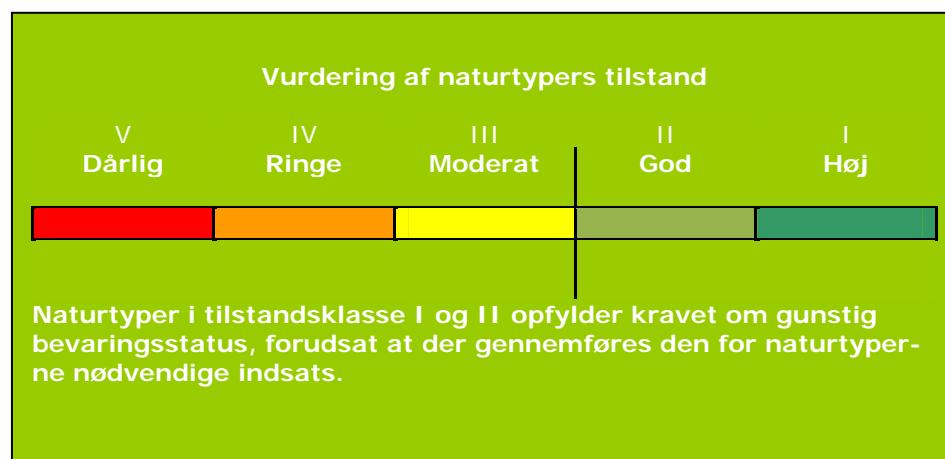 Vurdering af naturtypers tilstand
V IV III II I
Dårlig Ringe Moderat God Høj
Naturtyper i tilstandsklasse I og II opfylder kravet om gunstig
bevaringsstatus, forudsat at der gennemføres den for naturtyper-
ne nødvendige indsats.